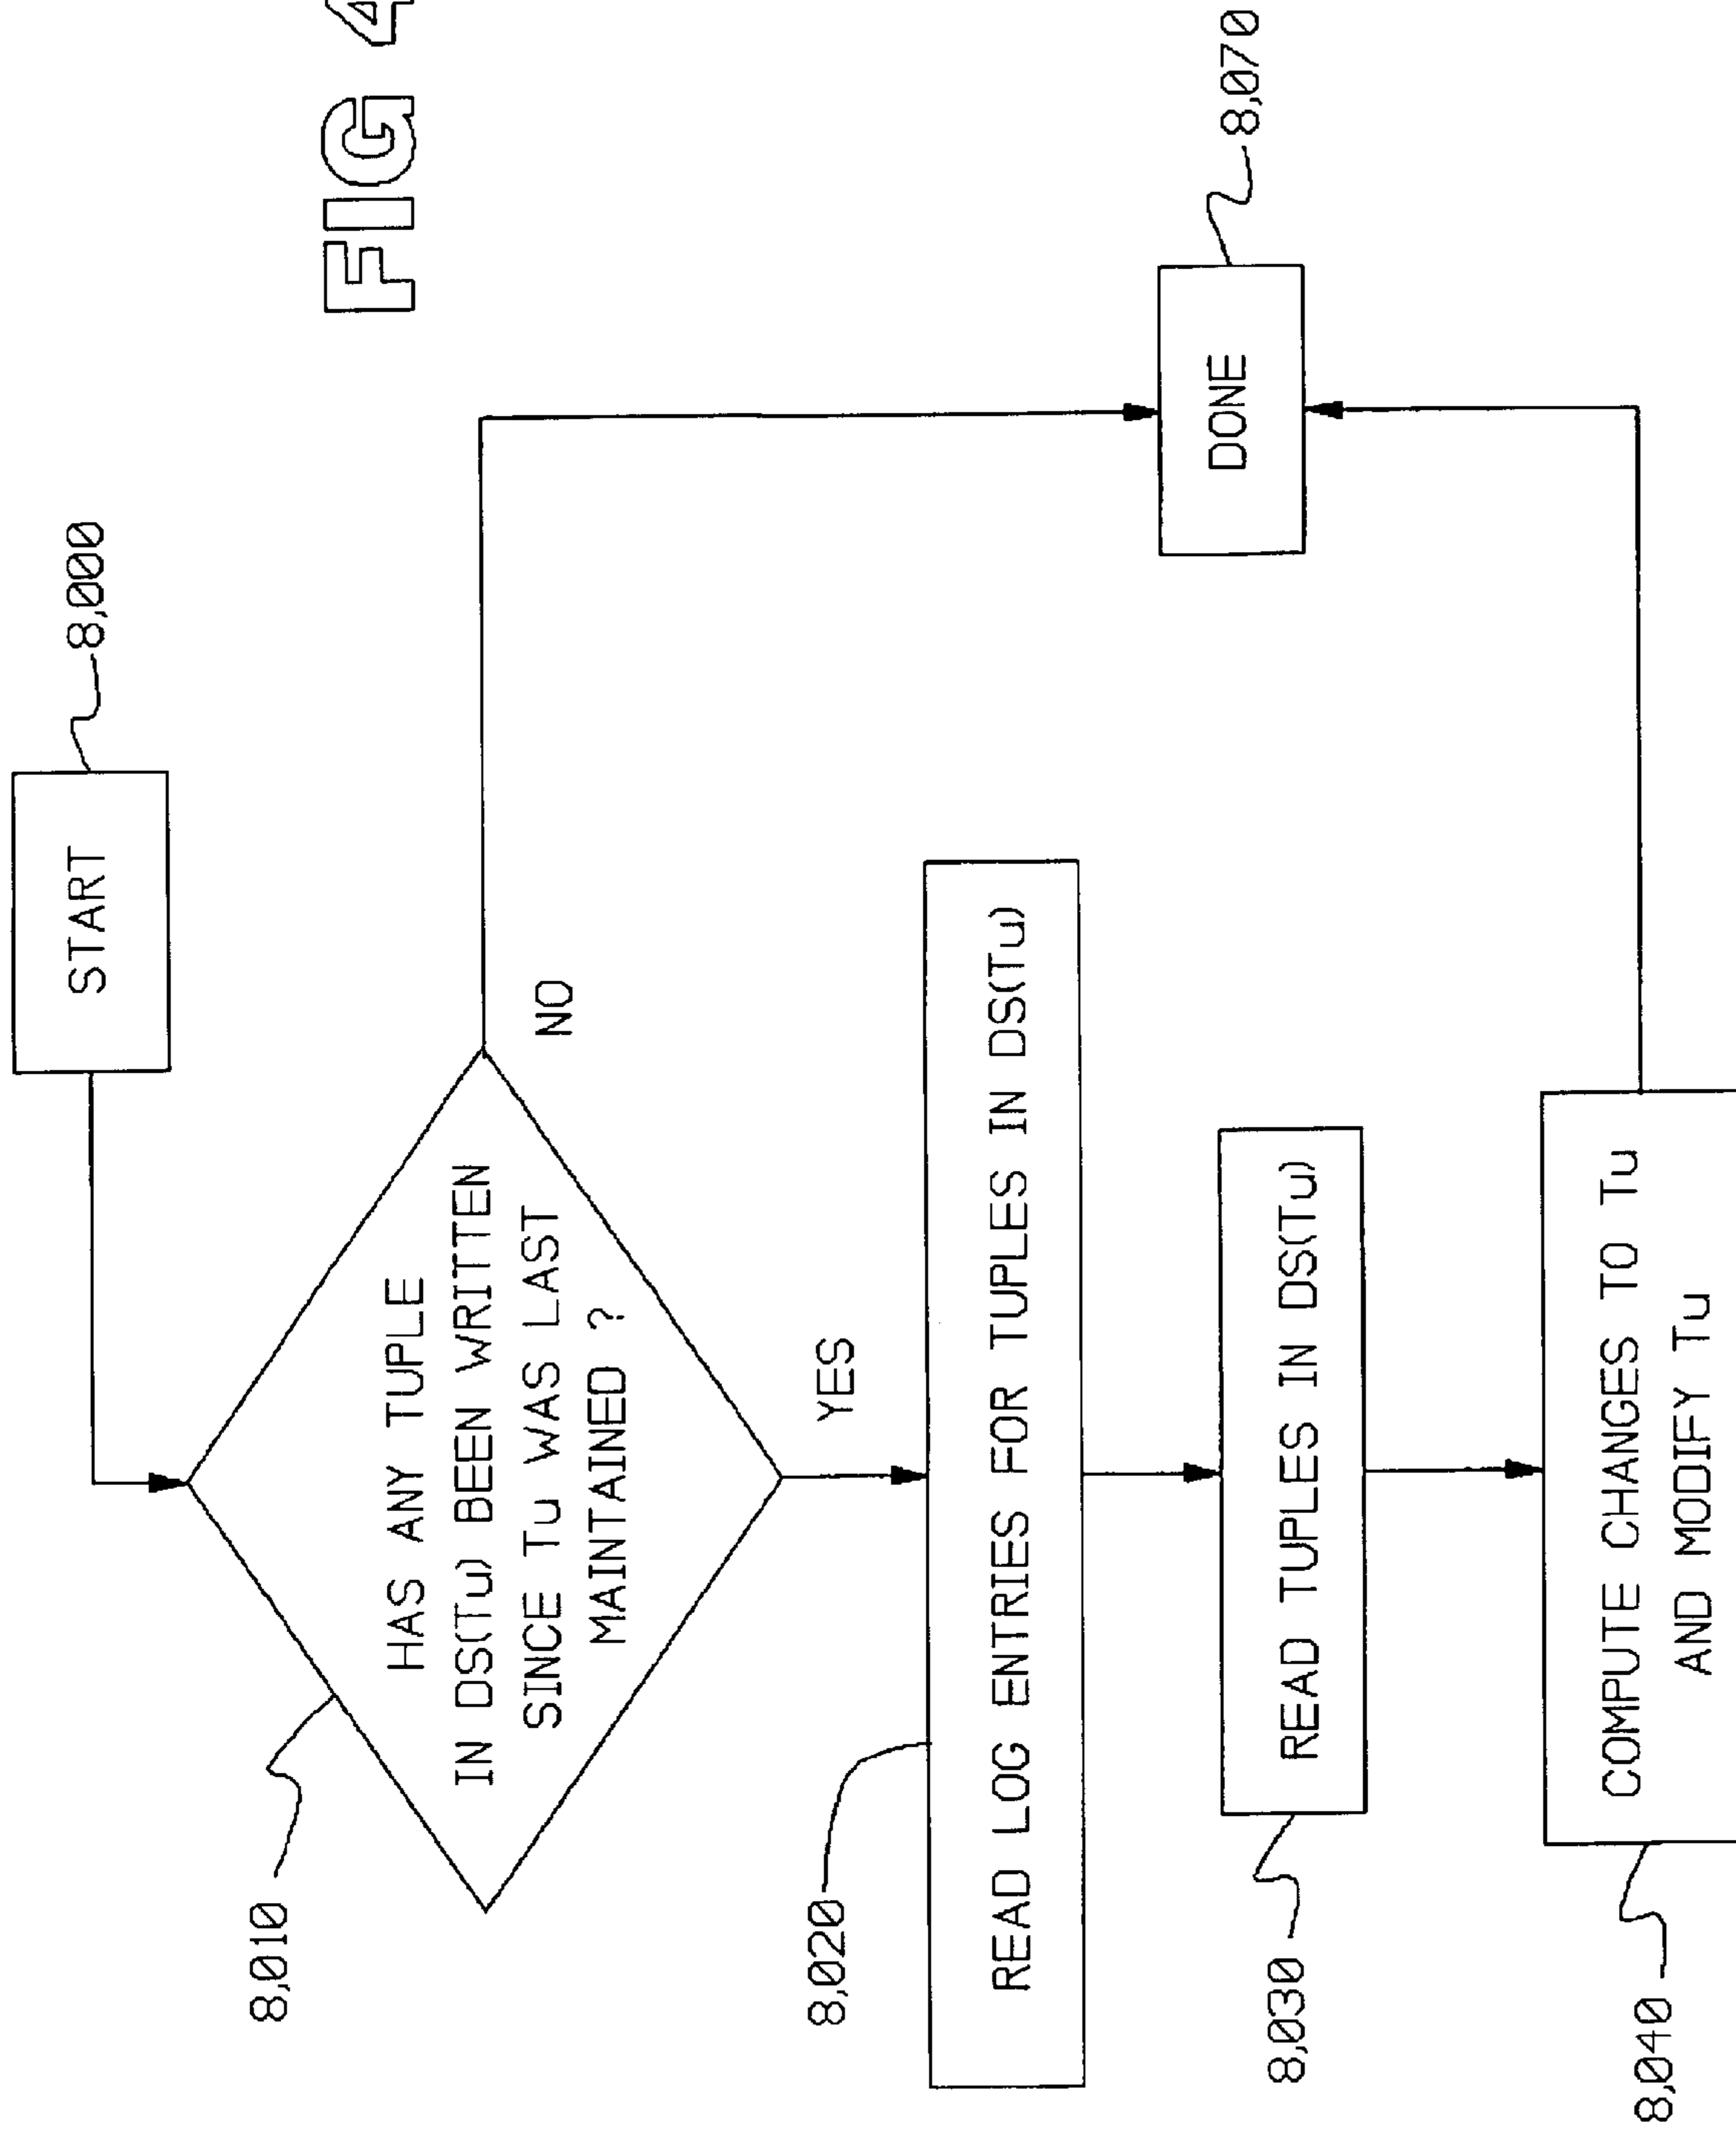 FIG 4
START
8,000
8,010
HAS ANY TUPLE
IN DS(Tu) BEEN WRITTEN
SINCE Tu WAS LAST
MAINTAINED ?
NO
YES
8,020
READ LOG ENTRIES FOR TUPLES IN DS(Tu)
8,030
READ TUPLES IN DS(Tu)
DONE
8,070
8,040
COMPUTE CHANGES TO Tu
AND MODIFY Tu